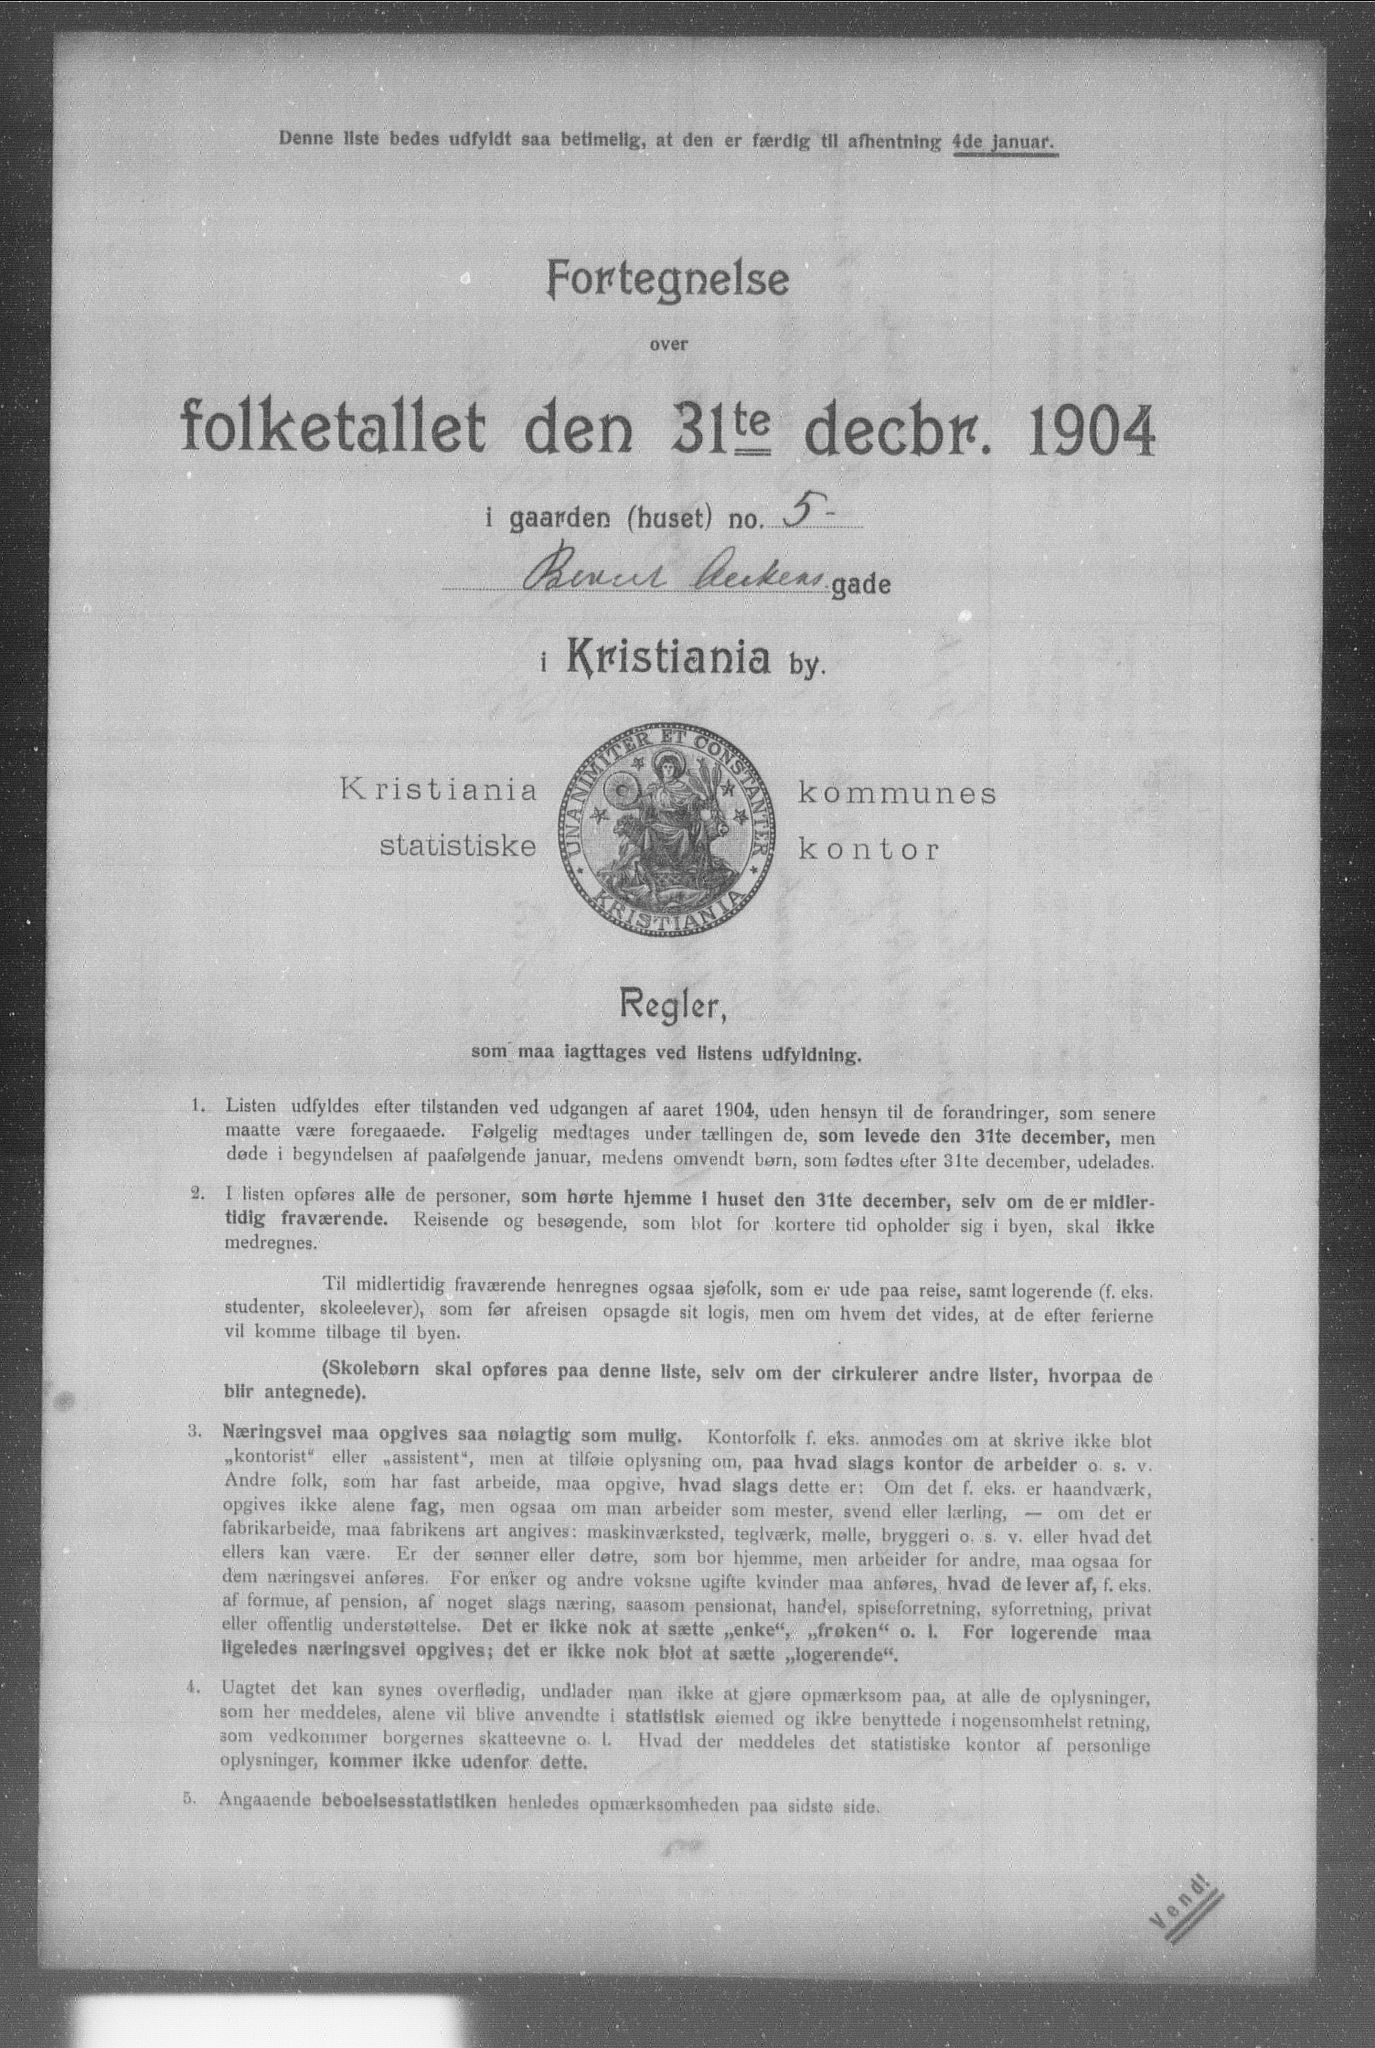 Denne liste bedes udfyldt saa betimelig, at den er færdig til afhentning 4de januar.
Fortegnelse
over
folketallet den 31te decbr. 1904
i gaarden (huset) no. 5-
Bernt Ankers gade
i Kristiania by.
UNANIMITER ET CONSTANTER
KRISTIANIA
Kristiania kommunes
statistiske kontor
Regler,
som maa iagttages ved listens udfyldning.
1. Listen udfyldes efter tilstanden ved udgangen af aaret 1904, uden hensyn til de forandringer, som senere
maatte være foregaaede. Følgelig medtages under tællingen de, som levede den 31te december, men
døde i begyndelsen af paafølgende januar, medens omvendt børn, som fødtes efter 31te december, udelades.
2. I listen opføres alle de personer, som hørte hjemme i huset den 31te december, selv om de er midler-
tidig fraværende. Reisende og besøgende, som blot for kortere tid opholder sig i byen, skal ikke
medregnes.
Til midlertidig fraværende henregnes ogsaa sjøfolk, som er ude paa reise, samt logerende (f. eks.
studenter, skoleelever), som før afreisen opsagde sit logis, men om hvem det vides, at de efter ferierne
vil komme tilbage til byen.
(Skolebørn skal opføres paa denne liste, selv om der cirkulerer andre lister, hvorpaa de
blir antegnede).
3. Næringsvei maa opgives saa nøiagtig som mulig. Kontorfolk f. eks. anmodes om at skrive ikke blot
„kontorist“ eller „assistent“, men at tilføie oplysning om, paa hvad slags kontor de arbeider o. s. v.
Andre folk, som har fast arbeide, maa opgive, hvad slags dette er: Om det f. eks. er haandværk,
opgives ikke alene fag, men ogsaa om man arbeider som mester, svend eller lærling, — om det er
fabrikarbeide, maa fabrikens art angives: maskinværksted, teglværk, mølle, bryggeri o. s. v. eller hvad det
ellers kan være. Er der sønner eller døtre, som bor hjemme, men arbeider for andre, maa ogsaa for
dem næringsvei anføres. For enker og andre voksne ugifte kvinder maa anføres, hvad de lever af, f. eks.
af formue, af pension, af noget slags næring, saasom pensionat, handel, spiseforretning, syforretning, privat
eller offentlig understøttelse. Det er ikke nok at sætte „enke“, „frøken“ o. l. For logerende maa
ligeledes næringsvei opgives; det er ikke nok blot at sætte „logerende“.
4. Uagtet det kan synes overflødig, undlader man ikke at gjøre opmærksom paa, at alle de oplysninger,
som her meddeles, alene vil blive anvendte i statistisk øiemed og ikke benyttede i nogensomhelst retning,
som vedkommer borgernes skatteevne o. l. Hvad der meddeles det statistiske kontor af personlige
oplysninger, kommer ikke udenfor dette.
5. Angaaende beboelsesstatistiken henledes opmærksomheden paa sidste side.
Vend!